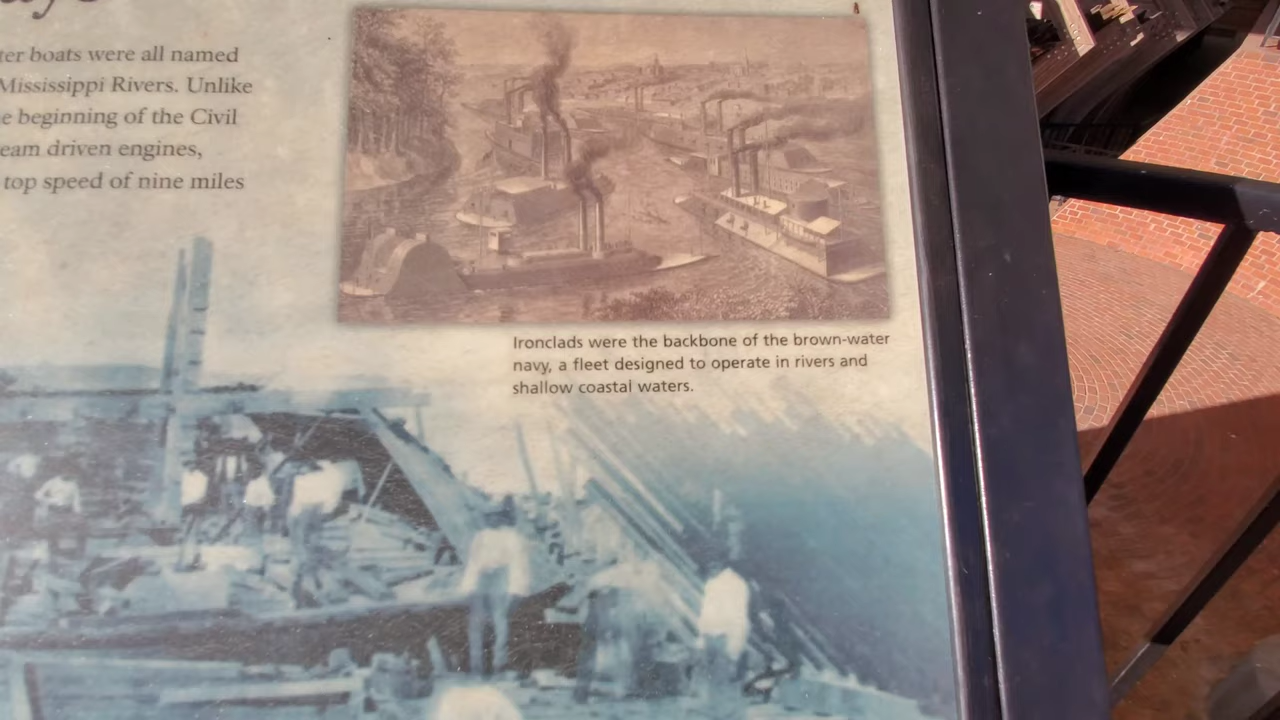 ter boats were all named
Mississippi Rivers. Unlike
e beginning of the Civil
eam driven engines,
top speed of nine miles
Ironclads were the backbone of the brown-water
navy, a fleet designed to operate in rivers and
shallow coastal waters.